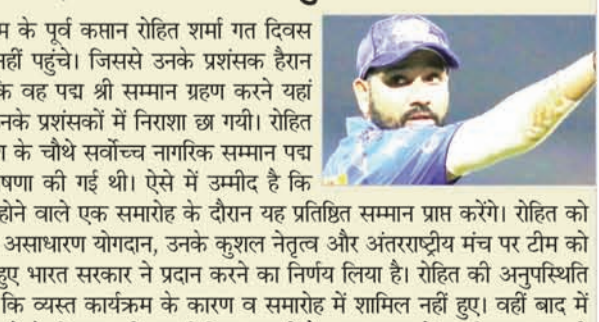 म के पूर्व कप्तान रोहित शर्मा गत दिवस
नहीं पहुंचे। जिससे उनके प्रशंसक हैरान
के वह पद्म श्री सम्मान ग्रहण करने यहां
नके प्रशंसकों में निराशा छा गयी। रोहित
ा के चौथे सर्वोच्च नागरिक सम्मान पद्म
षणा की गई थी। ऐसे में उम्मीद है कि
होने वाले एक समारोह के दौरान यह प्रतिष्ठित सम्मान प्राप्त करेंगे। रोहित को
असाधारण योगदान, उनके कुशल नेतृत्व और अंतरराष्ट्रीय मंच पर टीम को
हुए भारत सरकार ने प्रदान करने का निर्णय लिया है। रोहित की अनुपस्थिति
कि व्यस्त कार्यक्रम के कारण व समारोह में शामिल नहीं हुए। वहीं बाद में